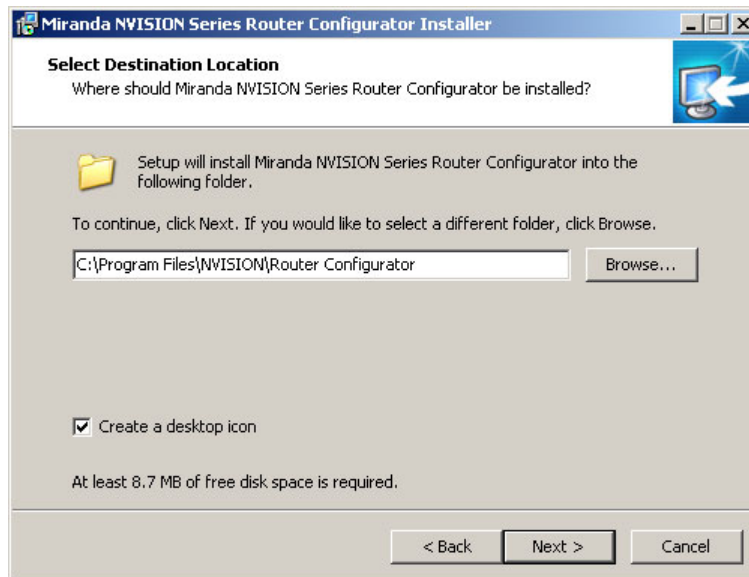 Miranda NVISION Series Router Configurator Installer
Select Destination Location
Where should Miranda NVISION Series Router Configurator be installed?
Setup will install Miranda NVISION Series Router Configurator into the
following folder.
To continue, click Next. If you would like to select a different folder, click Browse.
C:\Program Files\NVISION\Router Configurator
Browse...
Create a desktop icon
At least 8.7 MB of free disk space is required.
< Back
Next >
Cancel